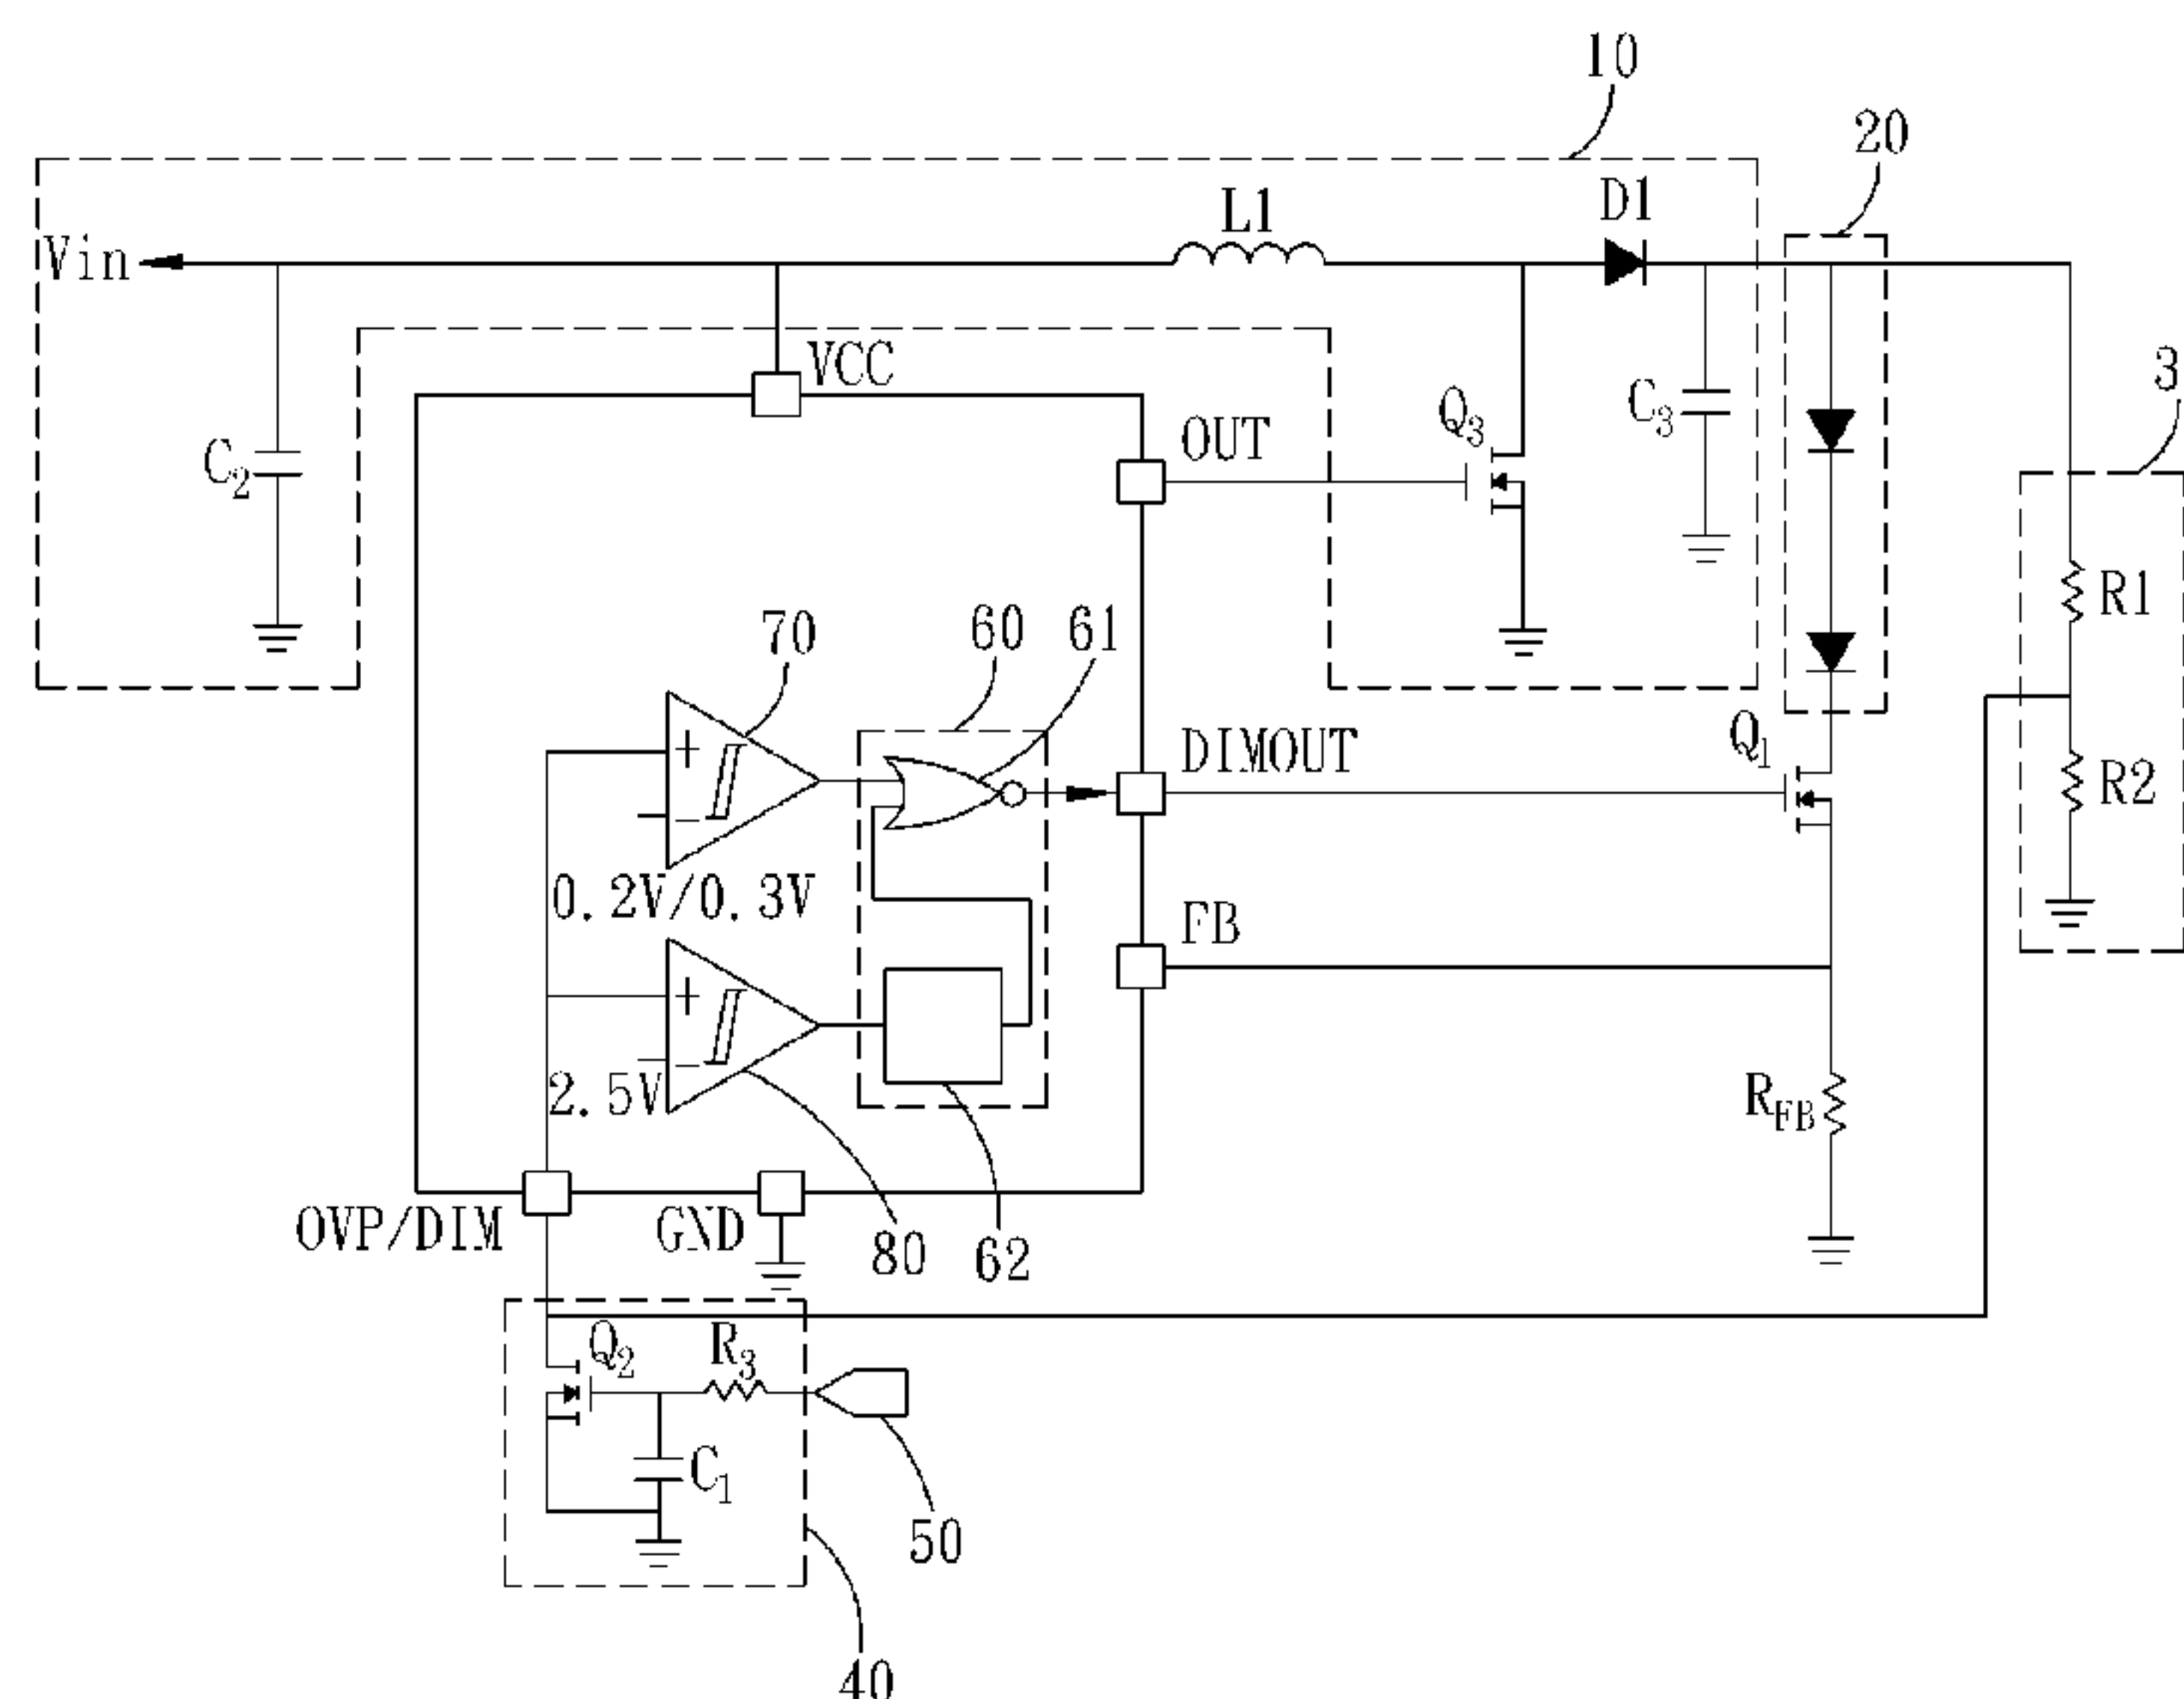 10
20
L1
D1
Vin
VCC
3
C2
OUT
Q3
C3
R1
70
60
61
DIMOUT
Q1
R2
0.2V/0.3V
FB
2.5V
RFB
OVP/DIM
GND
80
62
Q2
R3
C1
50
40
+
−
+
−